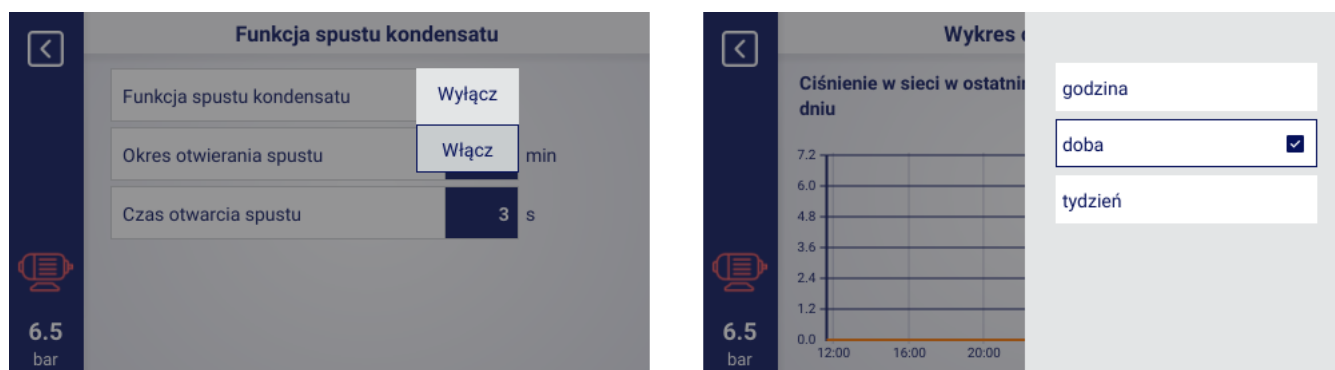 Funkcja spustu kondensatu
Funkcja spustu kondensatu
Wyłącz
Włącz
Okres otwierania spustu
min
Czas otwarcia spustu
3 s
6.5
bar
Wykres
Ciśnienie w sieci w
dniu
7.2
6.0
4.8
3.6
2.4
1.2
0.0
12:00 16:00 20:00
6.5
bar
godzina
doba
tydzień